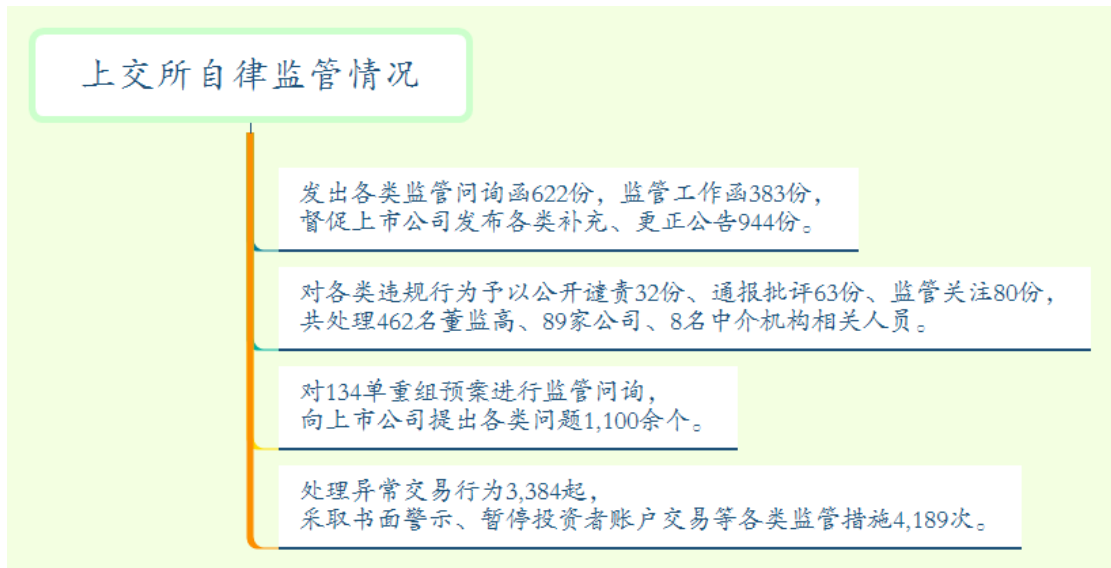 上交所自律监管情况
发出各类监管问询函622份，监管工作函383份，
督促上市公司发布各类补充、更正公告944份。
对各类违规行为予以公开谴责32份、通报批评63份、监管关注80份，
共处理462名董监高、89家公司、8名中介机构相关人员。
对134单重组预案进行监管问询，
向上市公司提出各类问题1,100余个。
处理异常交易行为3,384起，
采取书面警示、暂停投资者账户交易等各类监管措施4,189次。